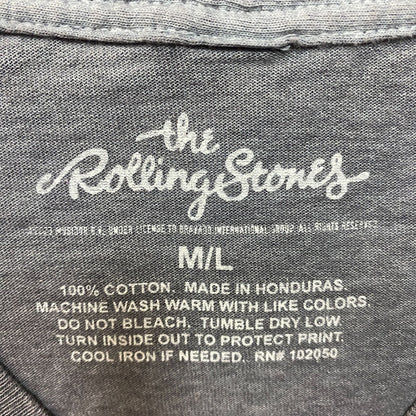 the
Rolling Stones
©2023 MUSIDOR B.V. UNDER LICENSE TO BRAVADO INTERNATIONAL GROUP. ALL RIGHTS RESERVED.
M/L
100% COTTON. MADE IN HONDURAS.
MACHINE WASH WARM WITH LIKE COLORS.
DO NOT BLEACH. TUMBLE DRY LOW.
TURN INSIDE OUT TO PROTECT PRINT.
COOL IRON IF NEEDED. RN# 102050